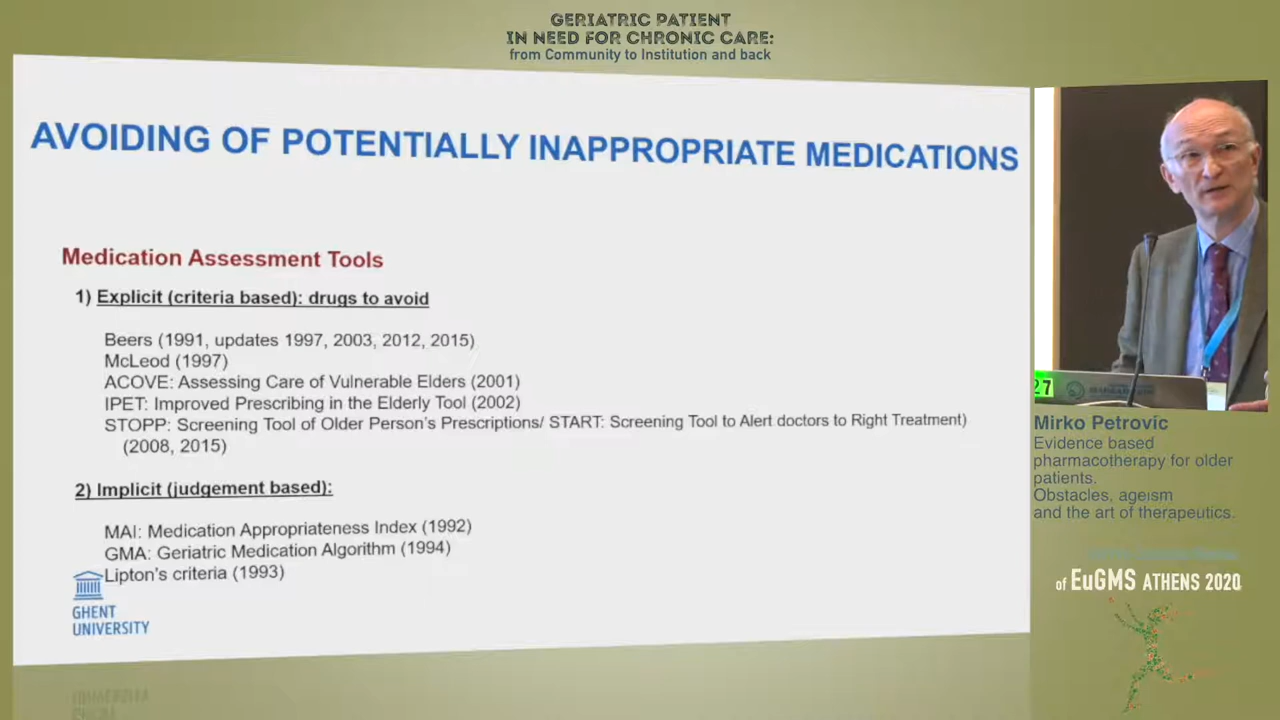 GERIATRIC PATIENT
IN NEED FOR CHRONIC CARE:
from Community to Institution and back
AVOIDING OF POTENTIALLY INAPPROPRIATE MEDICATIONS
Medication Assessment Tools
1) Explicit (criteria based): drugs to avoid
Beers (1991, updates 1997, 2003, 2012, 2015)
McLeod (1997)
ACOVE: Assessing Care of Vulnerable Elders (2001)
IPET: Improved Prescribing in the Elderly Tool (2002)
STOPP: Screening Tool of Older Person's Prescriptions/ START: Screening Tool to Alert doctors to Right Treatment)
(2008, 2015)
2) Implicit (judgement based):
MAI: Medication Appropriateness Index (1992)
GMA: Geriatric Medication Algorithm (1994)
Lipton's criteria (1993)
GHENT
UNIVERSITY
27
Mirko Petrovic
Evidence based
pharmacotherapy for older
patients.
Obstacles, ageism
and the art of therapeutics.
of EuGMS ATHENS 2020